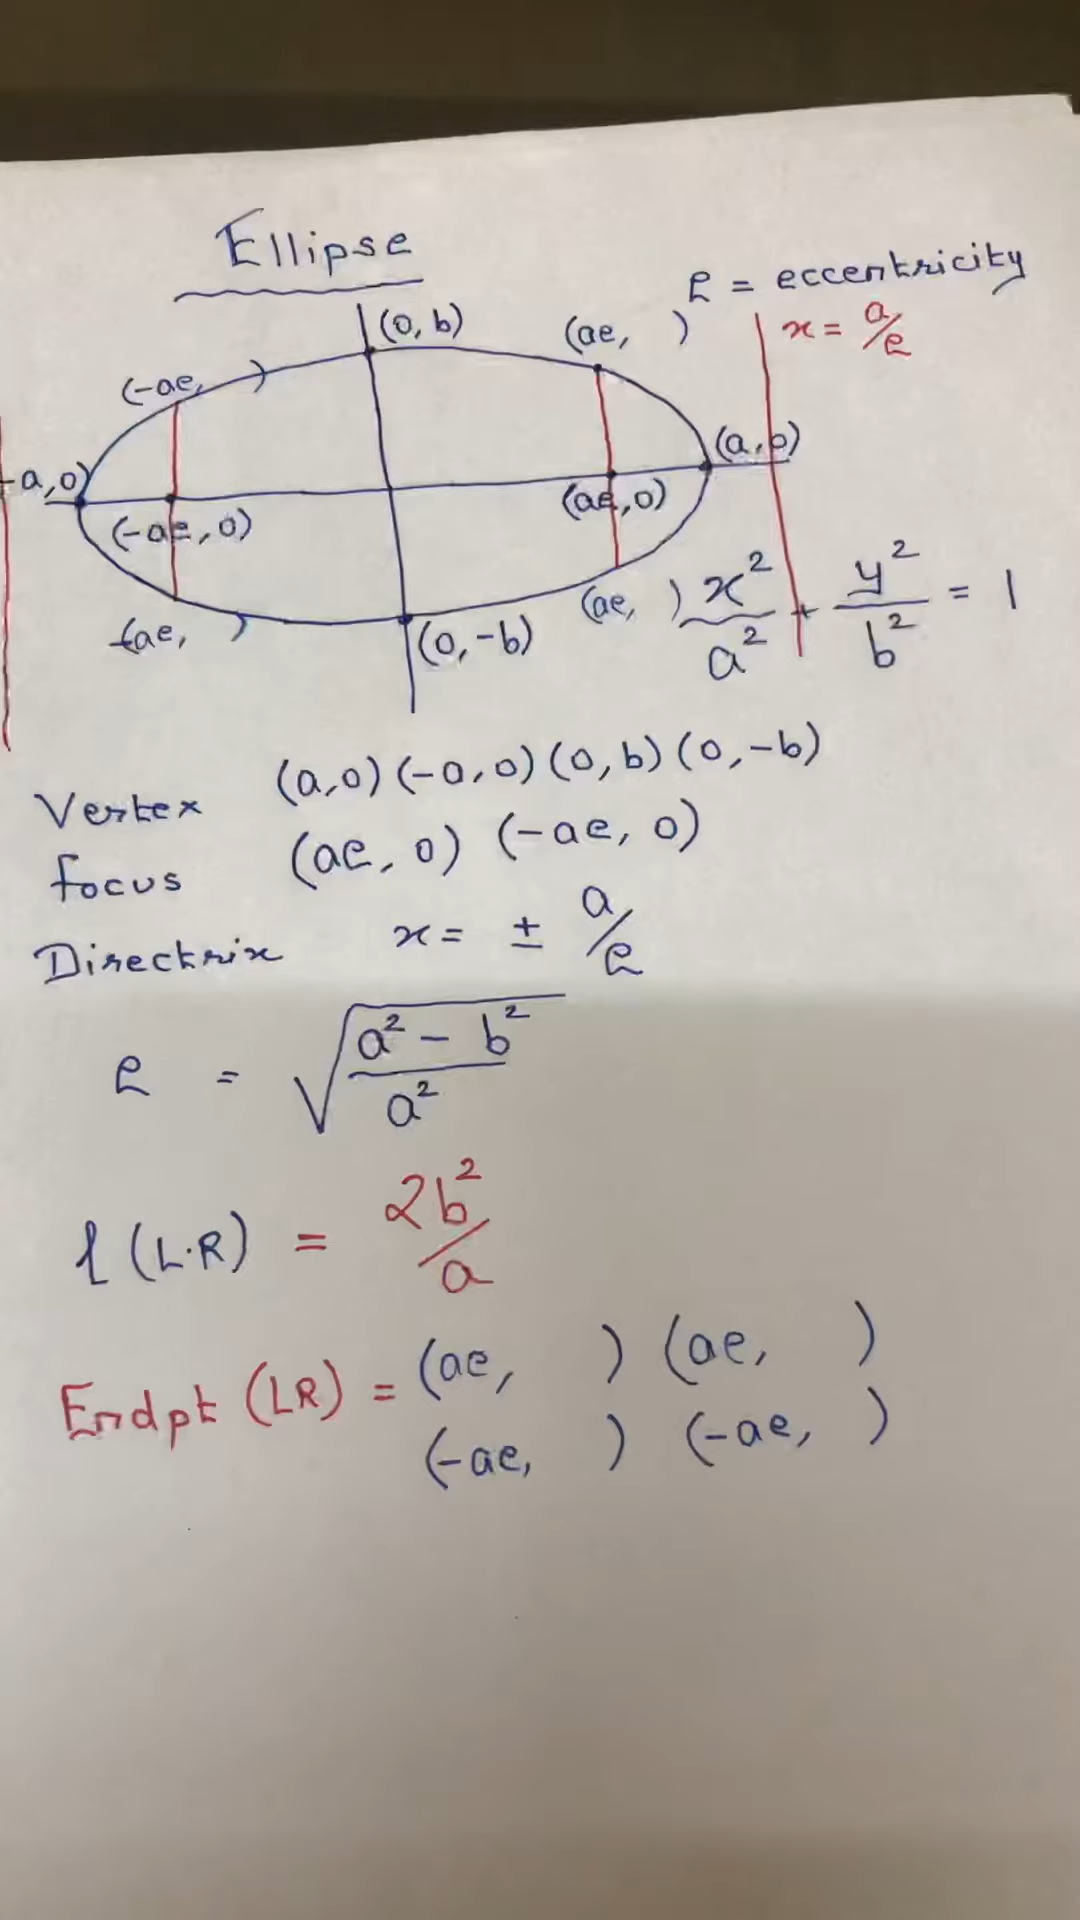 Ellipse
e = eccentricity
(0, b)
(ae, )
x = a/e
(-ae, )
(a, 0)
-a, 0)
(ae, 0)
(-ae, 0)
(ae, )
x²/a² + y²/b² = 1
(-ae, )
(0, -b)
Vertex (a, 0) (-a, 0) (0, b) (0, -b)
focus (ae, 0) (-ae, 0)
Directrix x = ± a/e
e = √((a² - b²)/a²)
l (L.R) = 2b²/a
Endpt (LR) = (ae, ) (ae, )
(-ae, ) (-ae, )